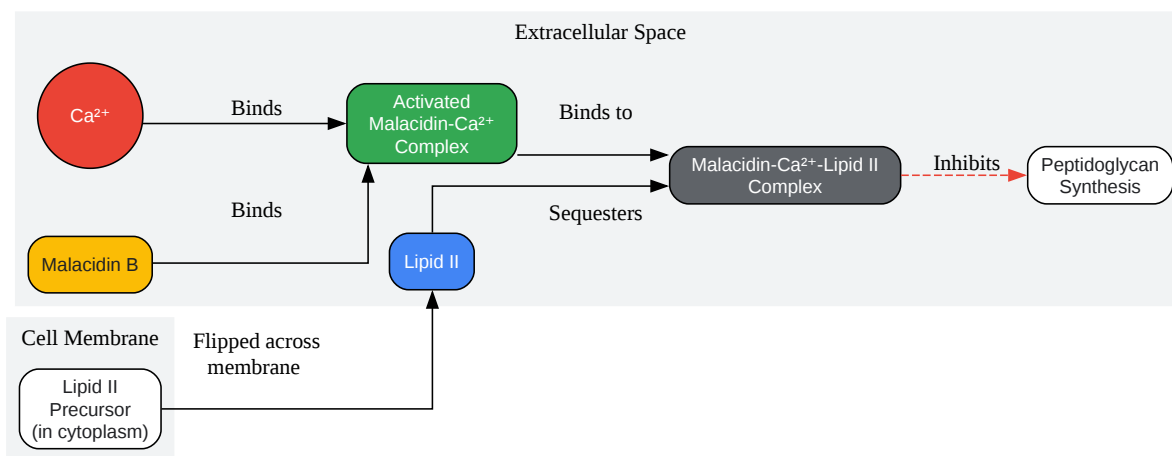 Extracellular Space
Ca²⁺
Binds
Activated
Malacidin-Ca²⁺
Complex
Binds to
Malacidin-Ca²⁺-Lipid II
Complex
Inhibits
Peptidoglycan
Synthesis
Binds
Sequesters
Malacidin B
Lipid II
Cell Membrane
Flipped across
membrane
Lipid II
Precursor
(in cytoplasm)